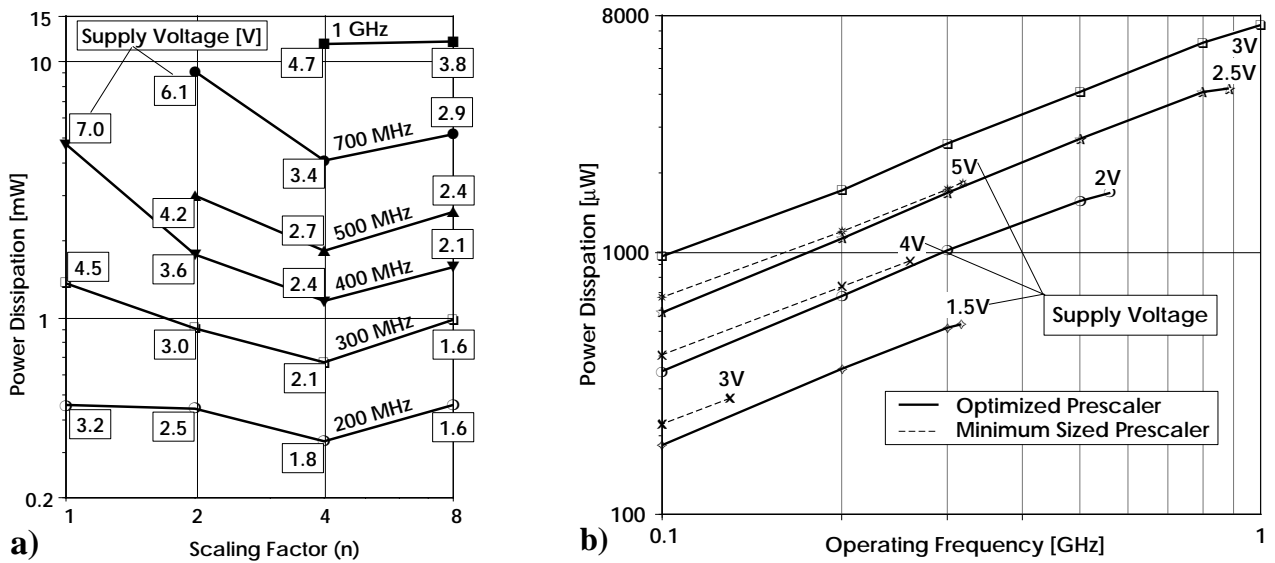 15
10
1
0.2
Power Dissipation [mW]
Supply Voltage [V]
1 GHz
4.7
3.8
6.1
2.9
7.0
700 MHz
3.4
2.4
4.2
2.7
500 MHz
2.1
4.5
3.6
2.4
400 MHz
3.0
300 MHz
2.1
1.6
3.2
2.5
200 MHz
1.8
1.6
1
2
4
8
Scaling Factor (n)
a)
8000
1000
100
Power Disspation [µW]
3V
2.5V
5V
2V
4V
1.5V
Supply Voltage
3V
Optimized Prescaler
Minimum Sized Prescaler
0.1
1
Operating Frequency [GHz]
b)